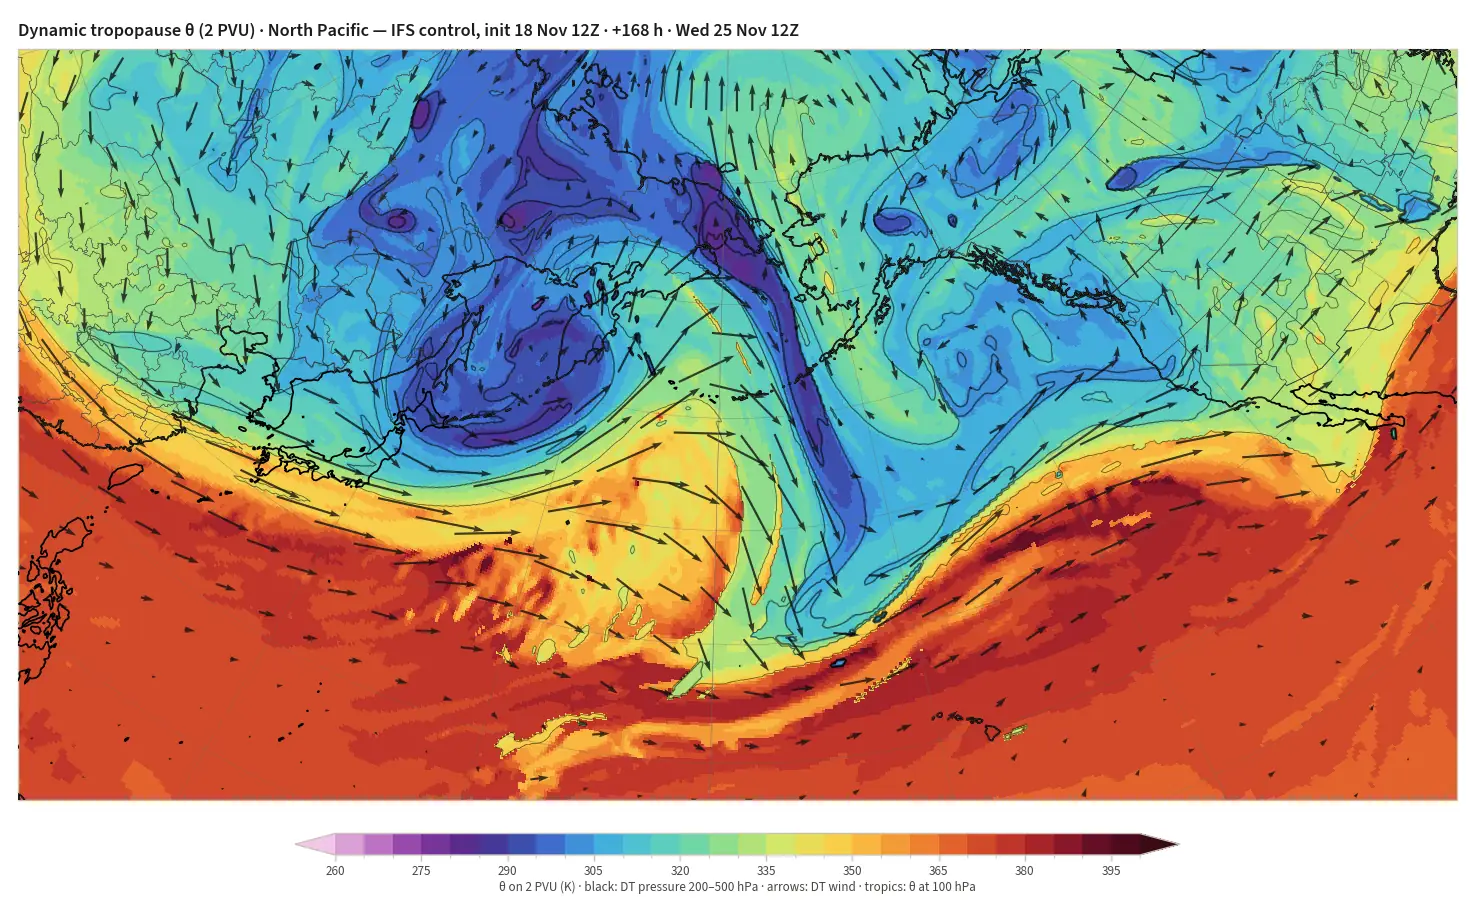 Dynamic tropopause θ (2 PVU) · North Pacific — IFS control, init 18 Nov 12Z · +168 h · Wed 25 Nov 12Z
260 275 290 305 320 335 350 365 380 395
θ on 2 PVU (K) · black: DT pressure 200–500 hPa · arrows: DT wind · tropics: θ at 100 hPa